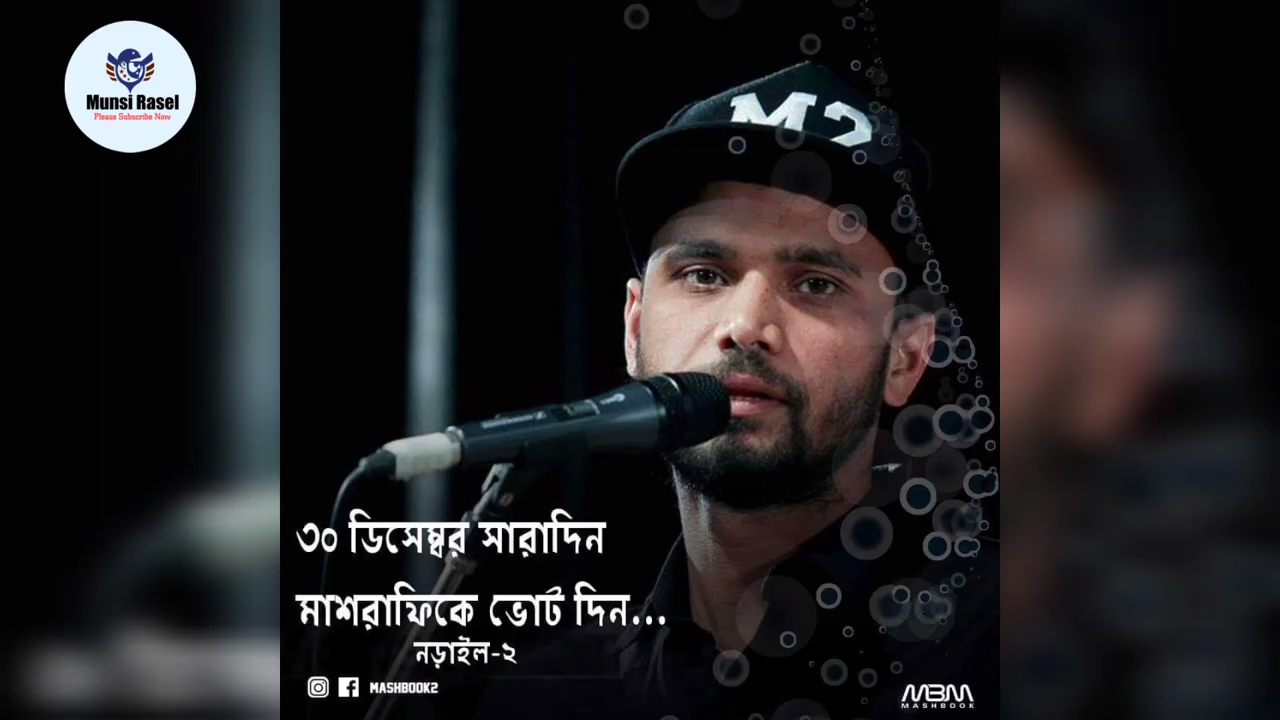 Munsi Rasel
Please Subscribe Now
M2
৩০ ডিসেম্বর সারাদিন
মাশরাফিকে ভোট দিন...
নড়াইল-২
MASHBOOK2
MBM
MASHBOOK